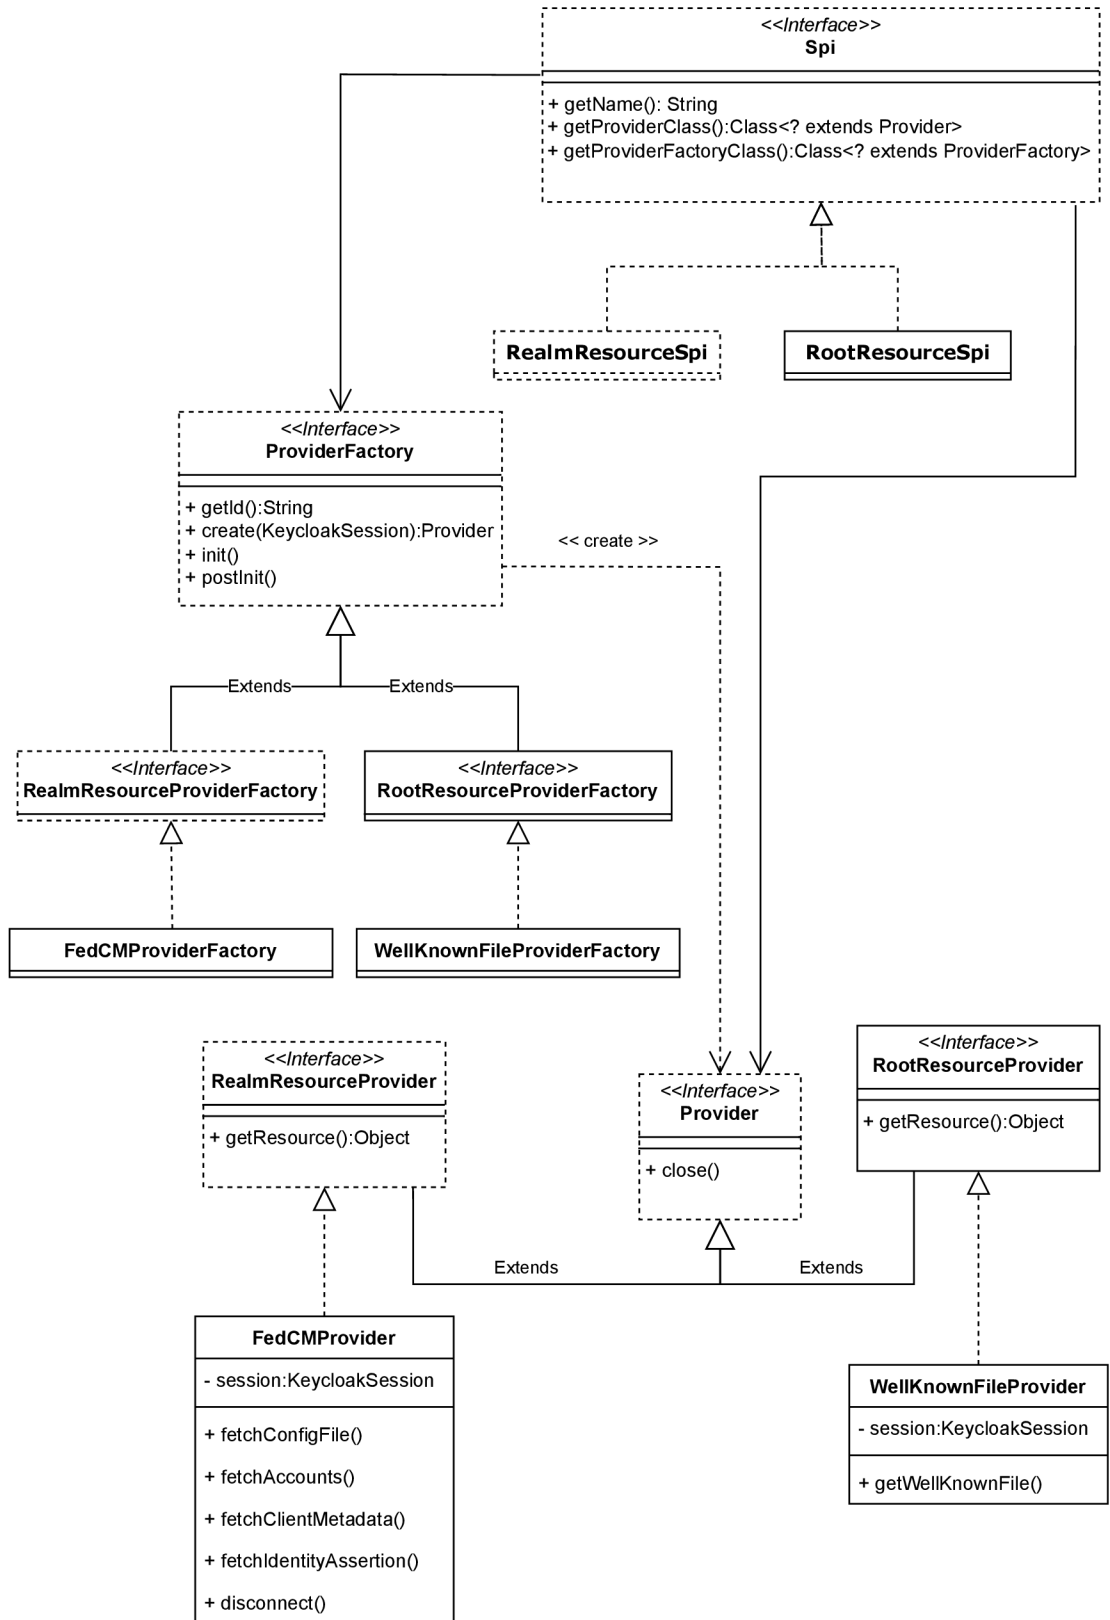 <<Interface>>
Spi
+ getName(): String
+ getProviderClass():Class<? extends Provider>
+ getProviderFactoryClass():Class<? extends ProviderFactory>
RealmResourceSpi
RootResourceSpi
<<Interface>>
ProviderFactory
+ getId():String
+ create(KeycloakSession):Provider
+ init()
+ postInit()
<< create >>
Extends
Extends
<<Interface>>
RealmResourceProviderFactory
<<Interface>>
RootResourceProviderFactory
FedCMProviderFactory
WellKnownFileProviderFactory
<<Interface>>
RealmResourceProvider
+ getResource():Object
<<Interface>>
Provider
+ close()
<<Interface>>
RootResourceProvider
+ getResource():Object
Extends
Extends
FedCMProvider
- session:KeycloakSession
+ fetchConfigFile()
+ fetchAccounts()
+ fetchClientMetadata()
+ fetchIdentityAssertion()
+ disconnect()
WellKnownFileProvider
- session:KeycloakSession
+ getWellKnownFile()